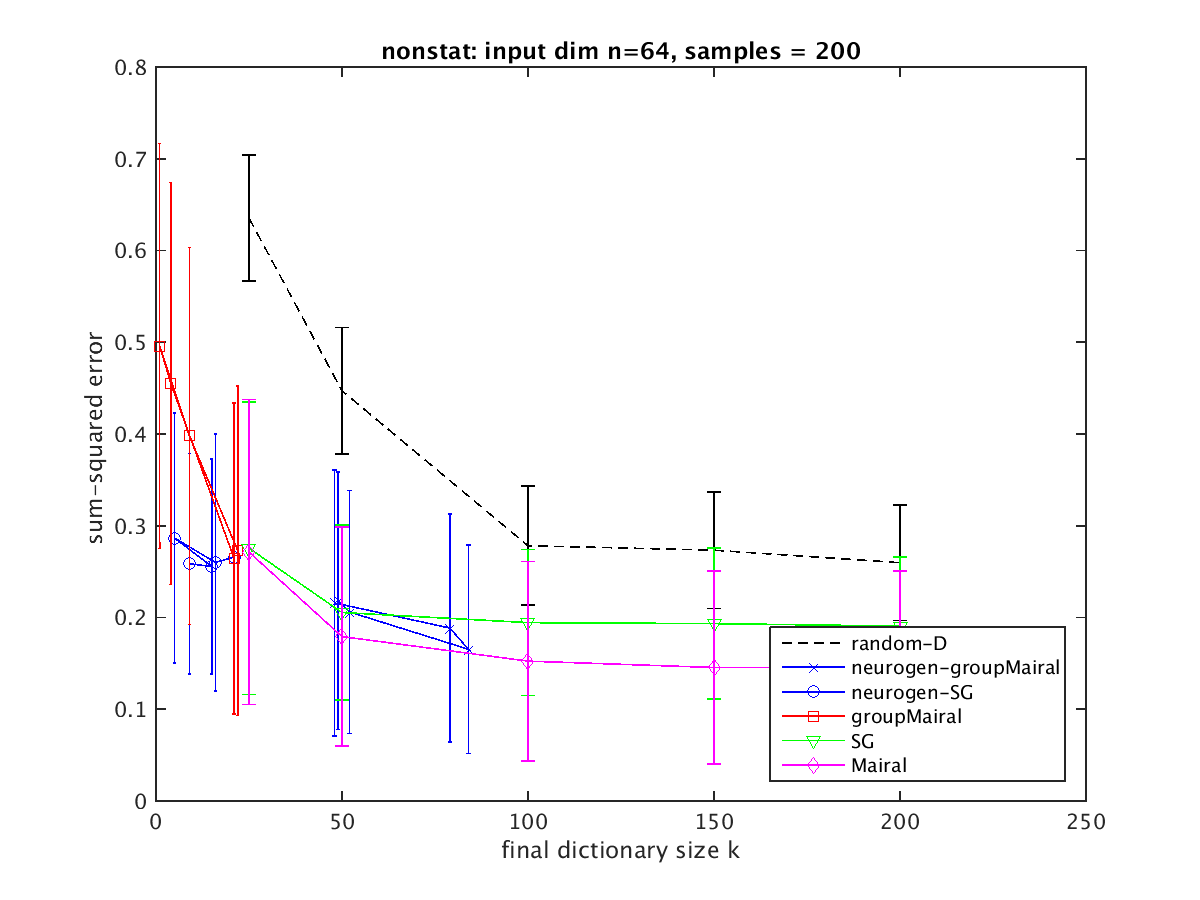 nonstat: input dim n=64, samples = 200
0.8
0.7
0.6
0.5
0.4
0.3
0.2
0.1
0
sum-squared error
0 50 100 150 200 250
final dictionary size k
random-D
neurogen-groupMairal
neurogen-SG
groupMairal
SG
Mairal